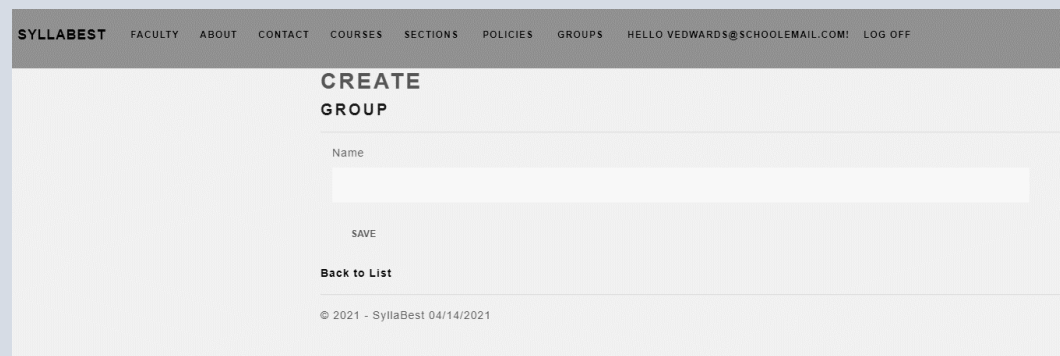 SYLLABEST FACULTY ABOUT CONTACT COURSES SECTIONS POLICIES GROUPS HELLO VEDWARDS@SCHOOLEMAIL.COM! LOG OFF
CREATE
GROUP
Name
SAVE
Back to List
© 2021 - SyllaBest 04/14/2021